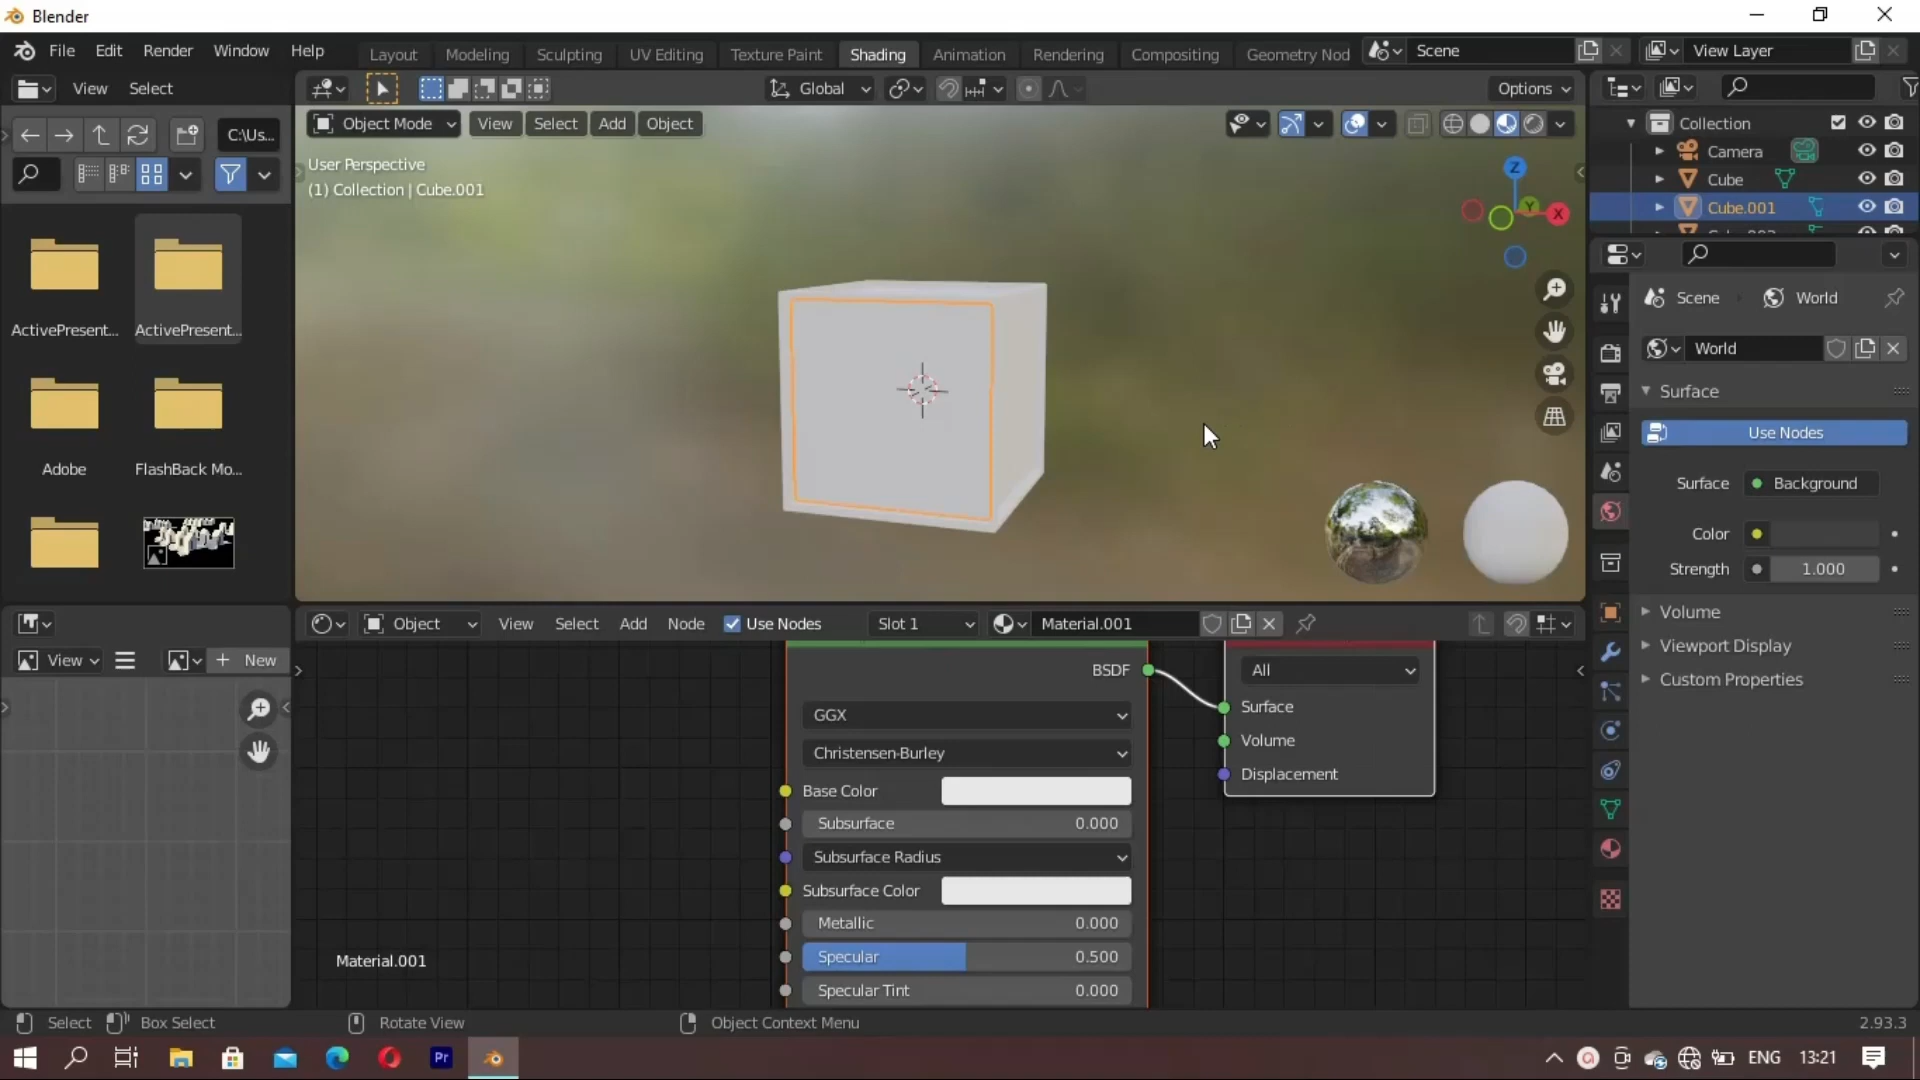 Blender
File Edit Render Window Help
Layout Modeling Sculpting UV Editing Texture Paint Shading Animation Rendering Compositing Geometry Nod
Scene
View Layer
View Select
Global
Options
Object Mode View Select Add Object
C:\Us...
User Perspective
(1) Collection | Cube.001
Z
Y
X
Collection
Camera
Cube
Cube.001
ActivePresent...
ActivePresent...
Adobe
FlashBack Mo...
Scene
World
World
Surface
Use Nodes
Surface Background
Color
Strength 1.000
Volume
Viewport Display
Custom Properties
View
New
Object View Select Add Node Use Nodes Slot 1 Material.001
BSDF
GGX
Christensen-Burley
Base Color
Subsurface 0.000
Subsurface Radius
Subsurface Color
Metallic 0.000
Specular 0.500
Specular Tint 0.000
All
Surface
Volume
Displacement
Material.001
Select Box Select Rotate View Object Context Menu 2.93.3
Pr
ENG 13:21